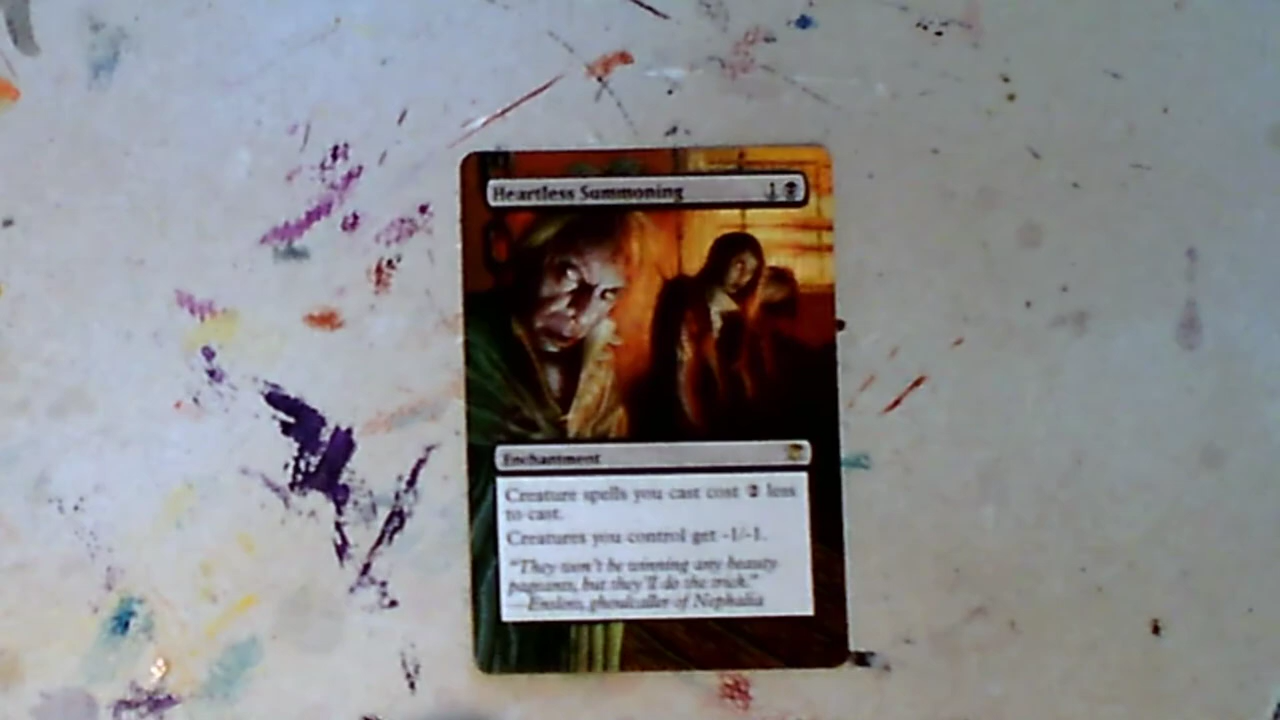 Heartless Summoning 1
Enchantment
Creature spells you cast cost 2 less
to cast.
Creatures you control get -1/-1.
"They won't be winning any beauty
pageants, but they'll do the trick."
—Enslow, ghoulcaller of Nephalia